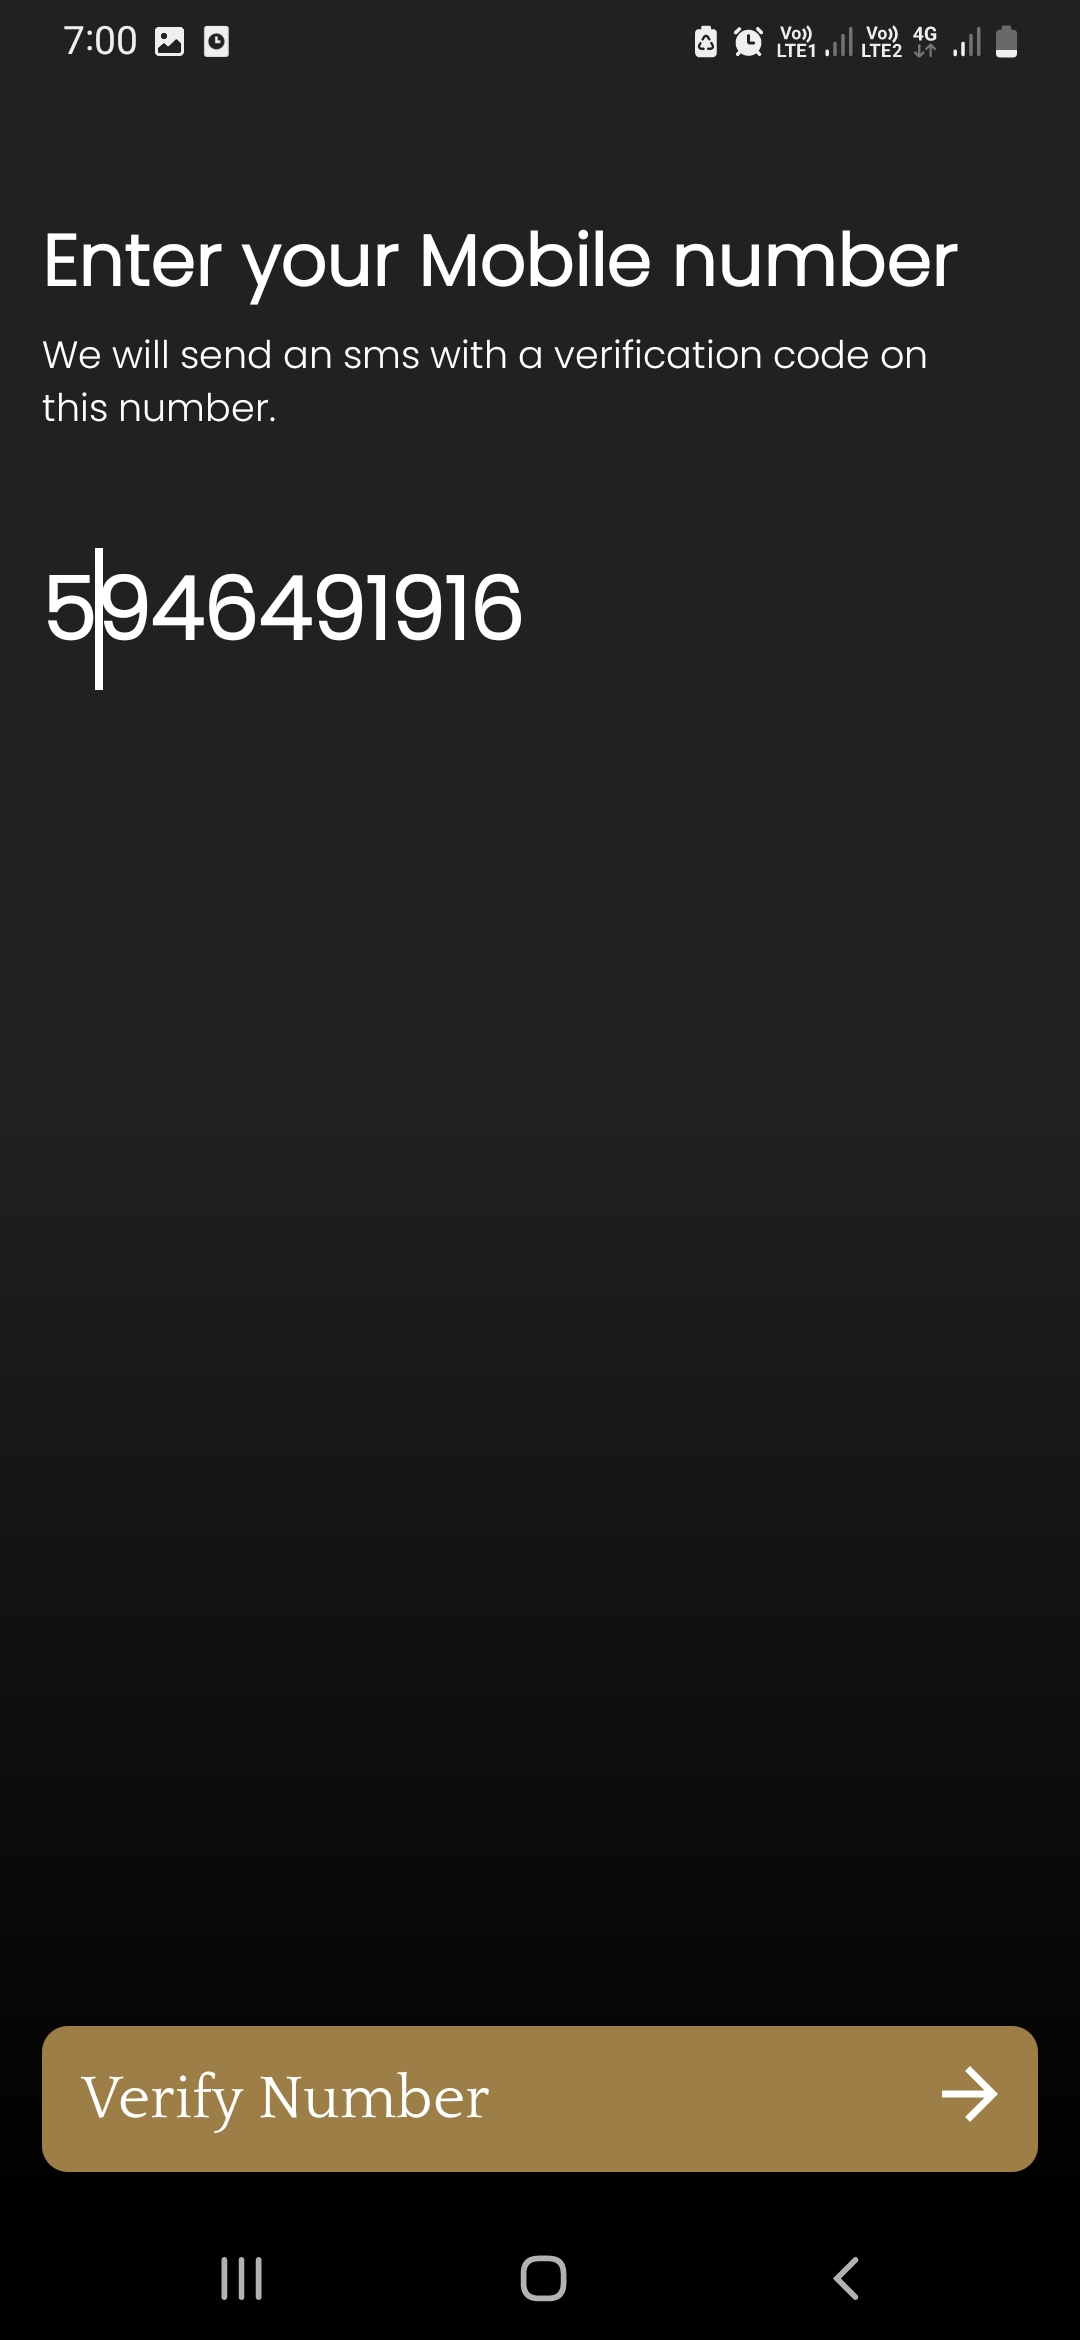 7:00
Vo)) LTE1 Vo)) LTE2 4G
Enter your Mobile number
We will send an sms with a verification code on
this number.
5946491916
Verify Number